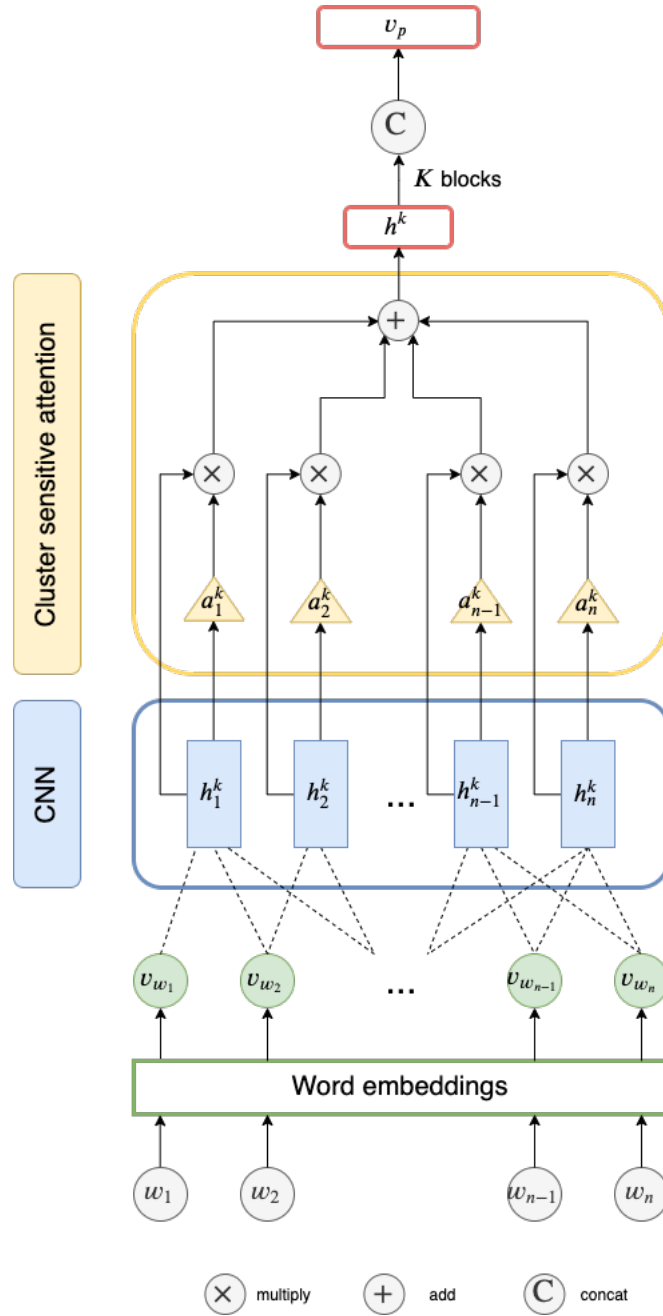 v_p
C
K blocks
h^k
+
Cluster sensitive attention
× × × ×
a_1^k a_2^k a_{n-1}^k a_n^k
CNN
h_1^k h_2^k ... h_{n-1}^k h_n^k
v_{w_1} v_{w_2} ... v_{w_{n-1}} v_{w_n}
Word embeddings
w_1 w_2 w_{n-1} w_n
× multiply + add C concat